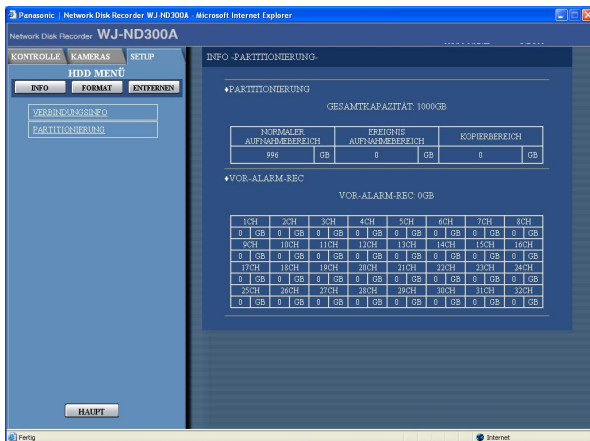 Panasonic | Network Disk Recorder WJ-ND300A - Microsoft Internet Explorer
Network Disk Recorder WJ-ND300A
KONTROLLE KAMERAS SETUP
HDD MENÜ
INFO FORMAT ENTFERNEN
VERBINDUNGSINFO
PARTITIONIERUNG
HAUPT
INFO -PARTITIONIERUNG-
♦PARTITIONIERUNG
GESAMTKAPAZITÄT: 1000GB
NORMALER AUFNAHMEBEREICH EREIGNIS AUFNAHMEBEREICH KOPIERBEREICH
996 GB 0 GB 0 GB
♦VOR-ALARM-REC
VOR-ALARM-REC: 0GB
1CH 2CH 3CH 4CH 5CH 6CH 7CH 8CH
0 GB 0 GB 0 GB 0 GB 0 GB 0 GB 0 GB 0 GB
9CH 10CH 11CH 12CH 13CH 14CH 15CH 16CH
0 GB 0 GB 0 GB 0 GB 0 GB 0 GB 0 GB 0 GB
17CH 18CH 19CH 20CH 21CH 22CH 23CH 24CH
0 GB 0 GB 0 GB 0 GB 0 GB 0 GB 0 GB 0 GB
25CH 26CH 27CH 28CH 29CH 30CH 31CH 32CH
0 GB 0 GB 0 GB 0 GB 0 GB 0 GB 0 GB 0 GB
Fertig Internet